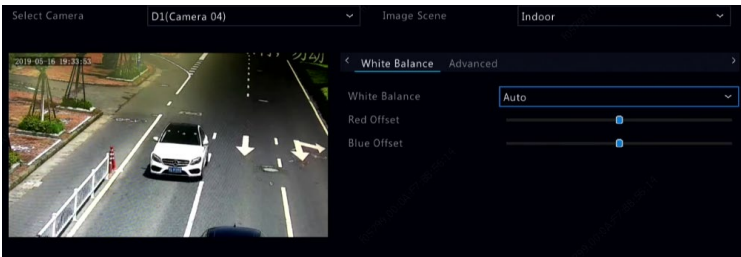 Select Camera D1(Camera 04) Image Scene Indoor
2019-05-16 19:33:53
< White Balance Advanced >
White Balance Auto
Red Offset
Blue Offset